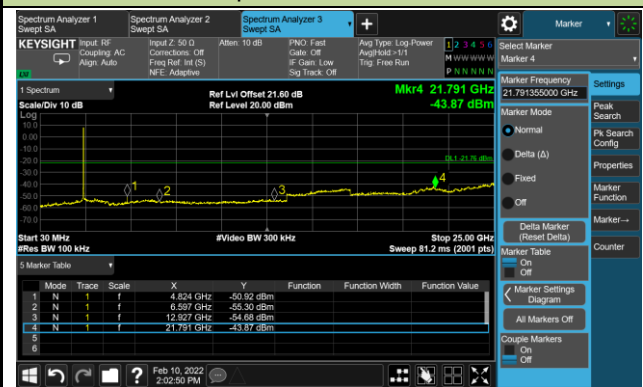 Spectrum Analyzer 1
Swept SA
Spectrum Analyzer 2
Swept SA
Spectrum Analyzer 3
Swept SA
+
Marker
KEYSIGHT
Input: RF
Coupling: AC
Align: Auto
Input Z: 50 Ω
Corrections: Off
Freq Ref: Int (S)
NFE: Adaptive
Atten: 10 dB
PNO: Fast
Gate: Off
IF Gain: Low
Sig Track: Off
Avg Type: Log-Power
Avg|Hold:>1/1
Trig: Free Run
1 2 3 4 5 6
M W W W W W
P N N N N N
Select Marker
Marker 4
1 Spectrum
Scale/Div 10 dB
Ref Lvl Offset 21.60 dB
Ref Level 20.00 dBm
Mkr4 21.791 GHz
-43.87 dBm
Log
10.0
0.00
-10.0
-20.0
-30.0
-40.0
-50.0
-60.0
-70.0
DL1 -21.76 dBm
1
2
3
4
Start 30 MHz
#Res BW 100 kHz
#Video BW 300 kHz
Stop 25.00 GHz
Sweep 81.2 ms (2001 pts)
5 Marker Table
Mode Trace Scale X Y Function Function Width Function Value
1 N 1 f 4.824 GHz -50.92 dBm
2 N 1 f 6.597 GHz -55.30 dBm
3 N 1 f 12.927 GHz -54.68 dBm
4 N 1 f 21.791 GHz -43.87 dBm
5
6
Marker Frequency
21.791355000 GHz
Marker Mode
Normal
Delta (Δ)
Fixed
Off
Delta Marker
(Reset Delta)
Marker Table
On
Off
Marker Settings
Diagram
All Markers Off
Couple Markers
On
Off
Settings
Peak
Search
Pk Search
Config
Properties
Marker
Function
Marker→
Counter
?
Feb 10, 2022
2:02:50 PM